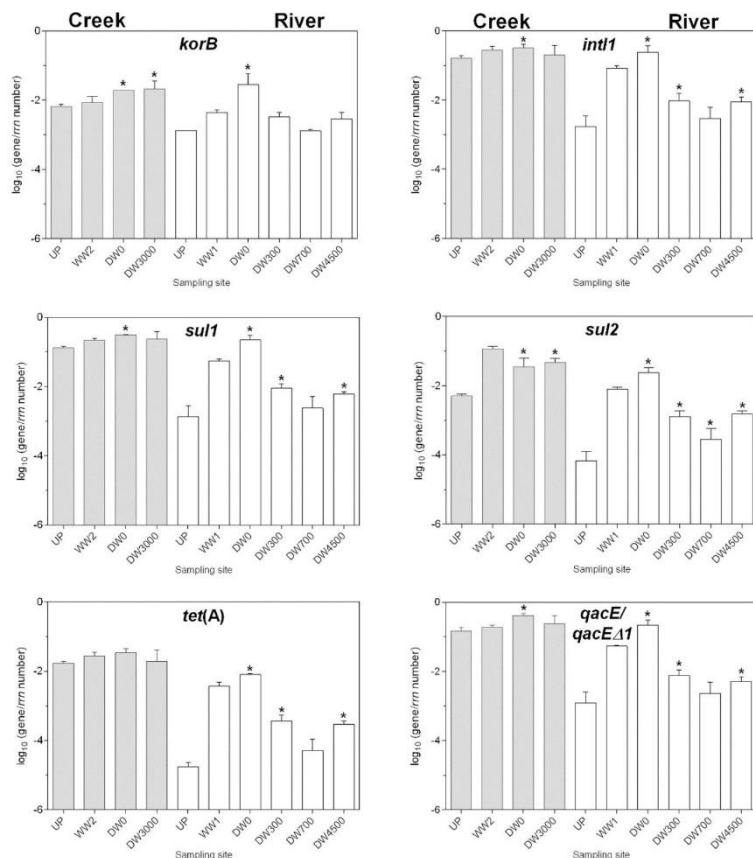 Creek River
korB
0
-2
-4
-6
log10 (gene/rrn number)
* * *
UP WW2 DW0 DW3000 UP WW1 DW0 DW300 DW700 DW4500
Sampling site
Creek River
intI1
0
-2
-4
-6
log10 (gene/rrn number)
* * * *
UP WW2 DW0 DW3000 UP WW1 DW0 DW300 DW700 DW4500
Sampling site
sul1
0
-2
-4
-6
log10 (gene/rrn number)
* * * *
UP WW2 DW0 DW3000 UP WW1 DW0 DW300 DW700 DW4500
Sampling site
sul2
0
-2
-4
-6
log10 (gene/rrn number)
* * * * * *
UP WW2 DW0 DW3000 UP WW1 DW0 DW300 DW700 DW4500
Sampling site
tet(A)
0
-2
-4
-6
log10 (gene/rrn number)
* * *
UP WW2 DW0 DW3000 UP WW1 DW0 DW300 DW700 DW4500
Sampling site
qacE/
qacEΔ1
0
-2
-4
-6
log10 (gene/rrn number)
* * * *
UP WW2 DW0 DW3000 UP WW1 DW0 DW300 DW700 DW4500
Sampling site